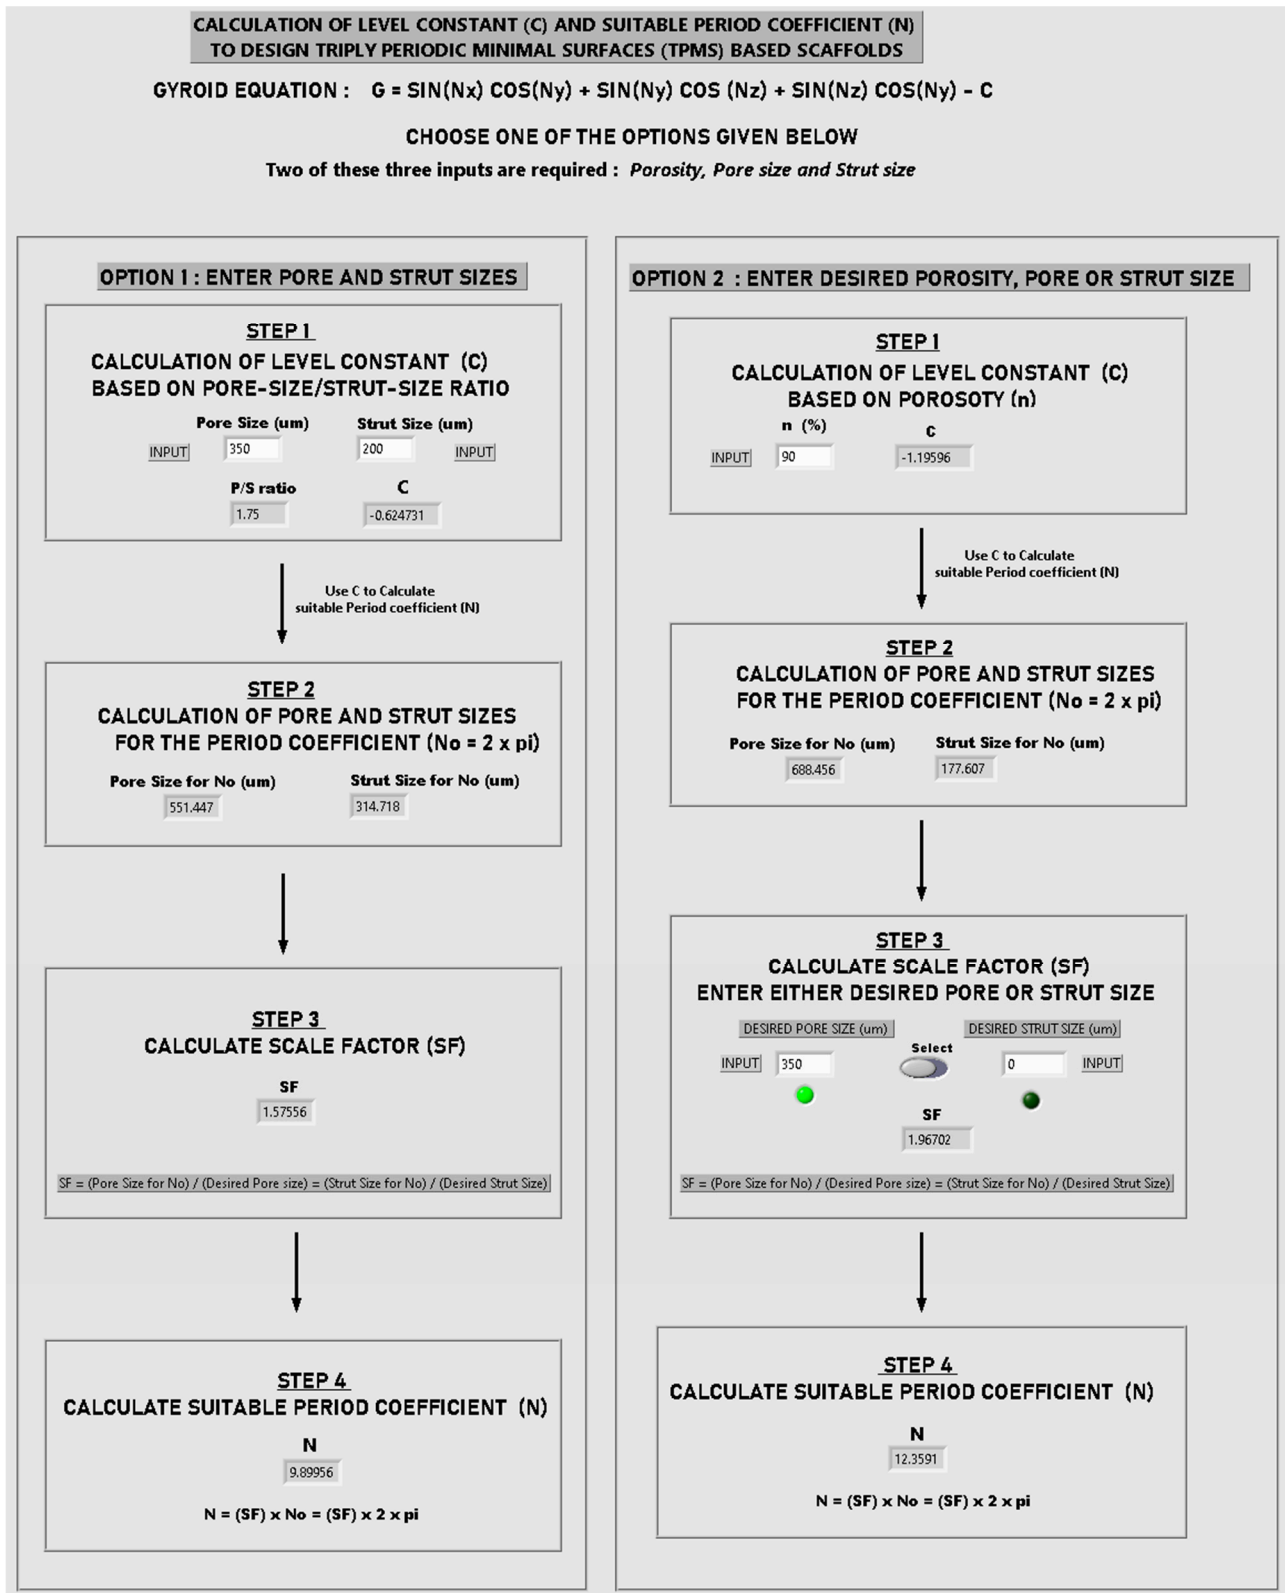 CALCULATION OF LEVEL CONSTANT (C) AND SUITABLE PERIOD COEFFICIENT (N)
TO DESIGN TRIPLY PERIODIC MINIMAL SURFACES (TPMS) BASED SCAFFOLDS
GYROID EQUATION : G = SIN(Nx) COS(Ny) + SIN(Ny) COS (Nz) + SIN(Nz) COS(Ny) - C
CHOOSE ONE OF THE OPTIONS GIVEN BELOW
Two of these three inputs are required : Porosity, Pore size and Strut size
OPTION 1 : ENTER PORE AND STRUT SIZES
STEP 1
CALCULATION OF LEVEL CONSTANT (C)
BASED ON PORE-SIZE/STRUT-SIZE RATIO
Pore Size (um) Strut Size (um)
INPUT 350 200 INPUT
P/S ratio C
1.75 -0.624731
Use C to Calculate
suitable Period coefficient (N)
STEP 2
CALCULATION OF PORE AND STRUT SIZES
FOR THE PERIOD COEFFICIENT (No = 2 x pi)
Pore Size for No (um) Strut Size for No (um)
551.447 314.718
STEP 3
CALCULATE SCALE FACTOR (SF)
SF
1.57556
SF = (Pore Size for No) / (Desired Pore size) = (Strut Size for No) / (Desired Strut Size)
STEP 4
CALCULATE SUITABLE PERIOD COEFFICIENT (N)
N
9.89956
N = (SF) x No = (SF) x 2 x pi
OPTION 2 : ENTER DESIRED POROSITY, PORE OR STRUT SIZE
STEP 1
CALCULATION OF LEVEL CONSTANT (C)
BASED ON POROSOTY (n)
n (%) C
INPUT 90 -1.19596
Use C to Calculate
suitable Period coefficient (N)
STEP 2
CALCULATION OF PORE AND STRUT SIZES
FOR THE PERIOD COEFFICIENT (No = 2 x pi)
Pore Size for No (um) Strut Size for No (um)
688.456 177.607
STEP 3
CALCULATE SCALE FACTOR (SF)
ENTER EITHER DESIRED PORE OR STRUT SIZE
DESIRED PORE SIZE (um) DESIRED STRUT SIZE (um)
Select
INPUT 350 0 INPUT
SF
1.96702
SF = (Pore Size for No) / (Desired Pore size) = (Strut Size for No) / (Desired Strut Size)
STEP 4
CALCULATE SUITABLE PERIOD COEFFICIENT (N)
N
12.3591
N = (SF) x No = (SF) x 2 x pi